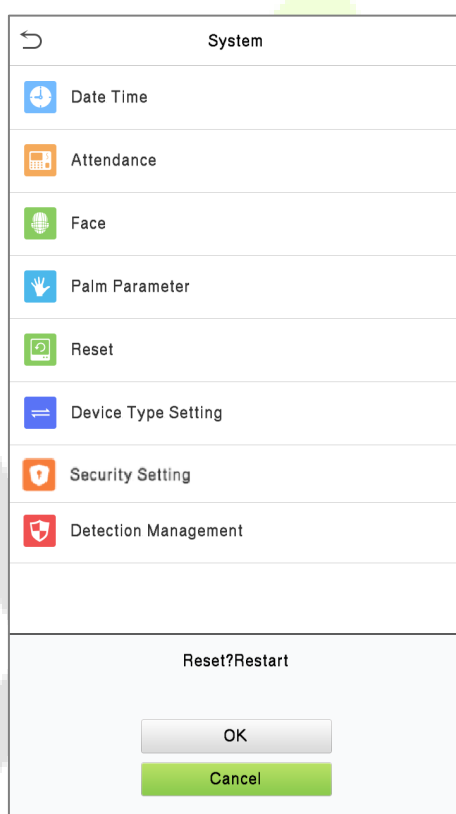 System
Date Time
Attendance
Face
Palm Parameter
Reset
Device Type Setting
Security Setting
Detection Management
Reset?Restart
OK
Cancel